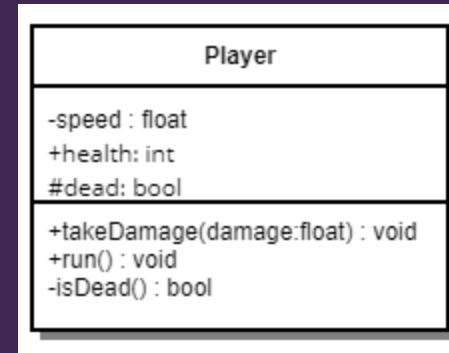 Player
-speed : float
+health: int
#dead: bool
+takeDamage(damage:float) : void
+run() : void
-isDead() : bool